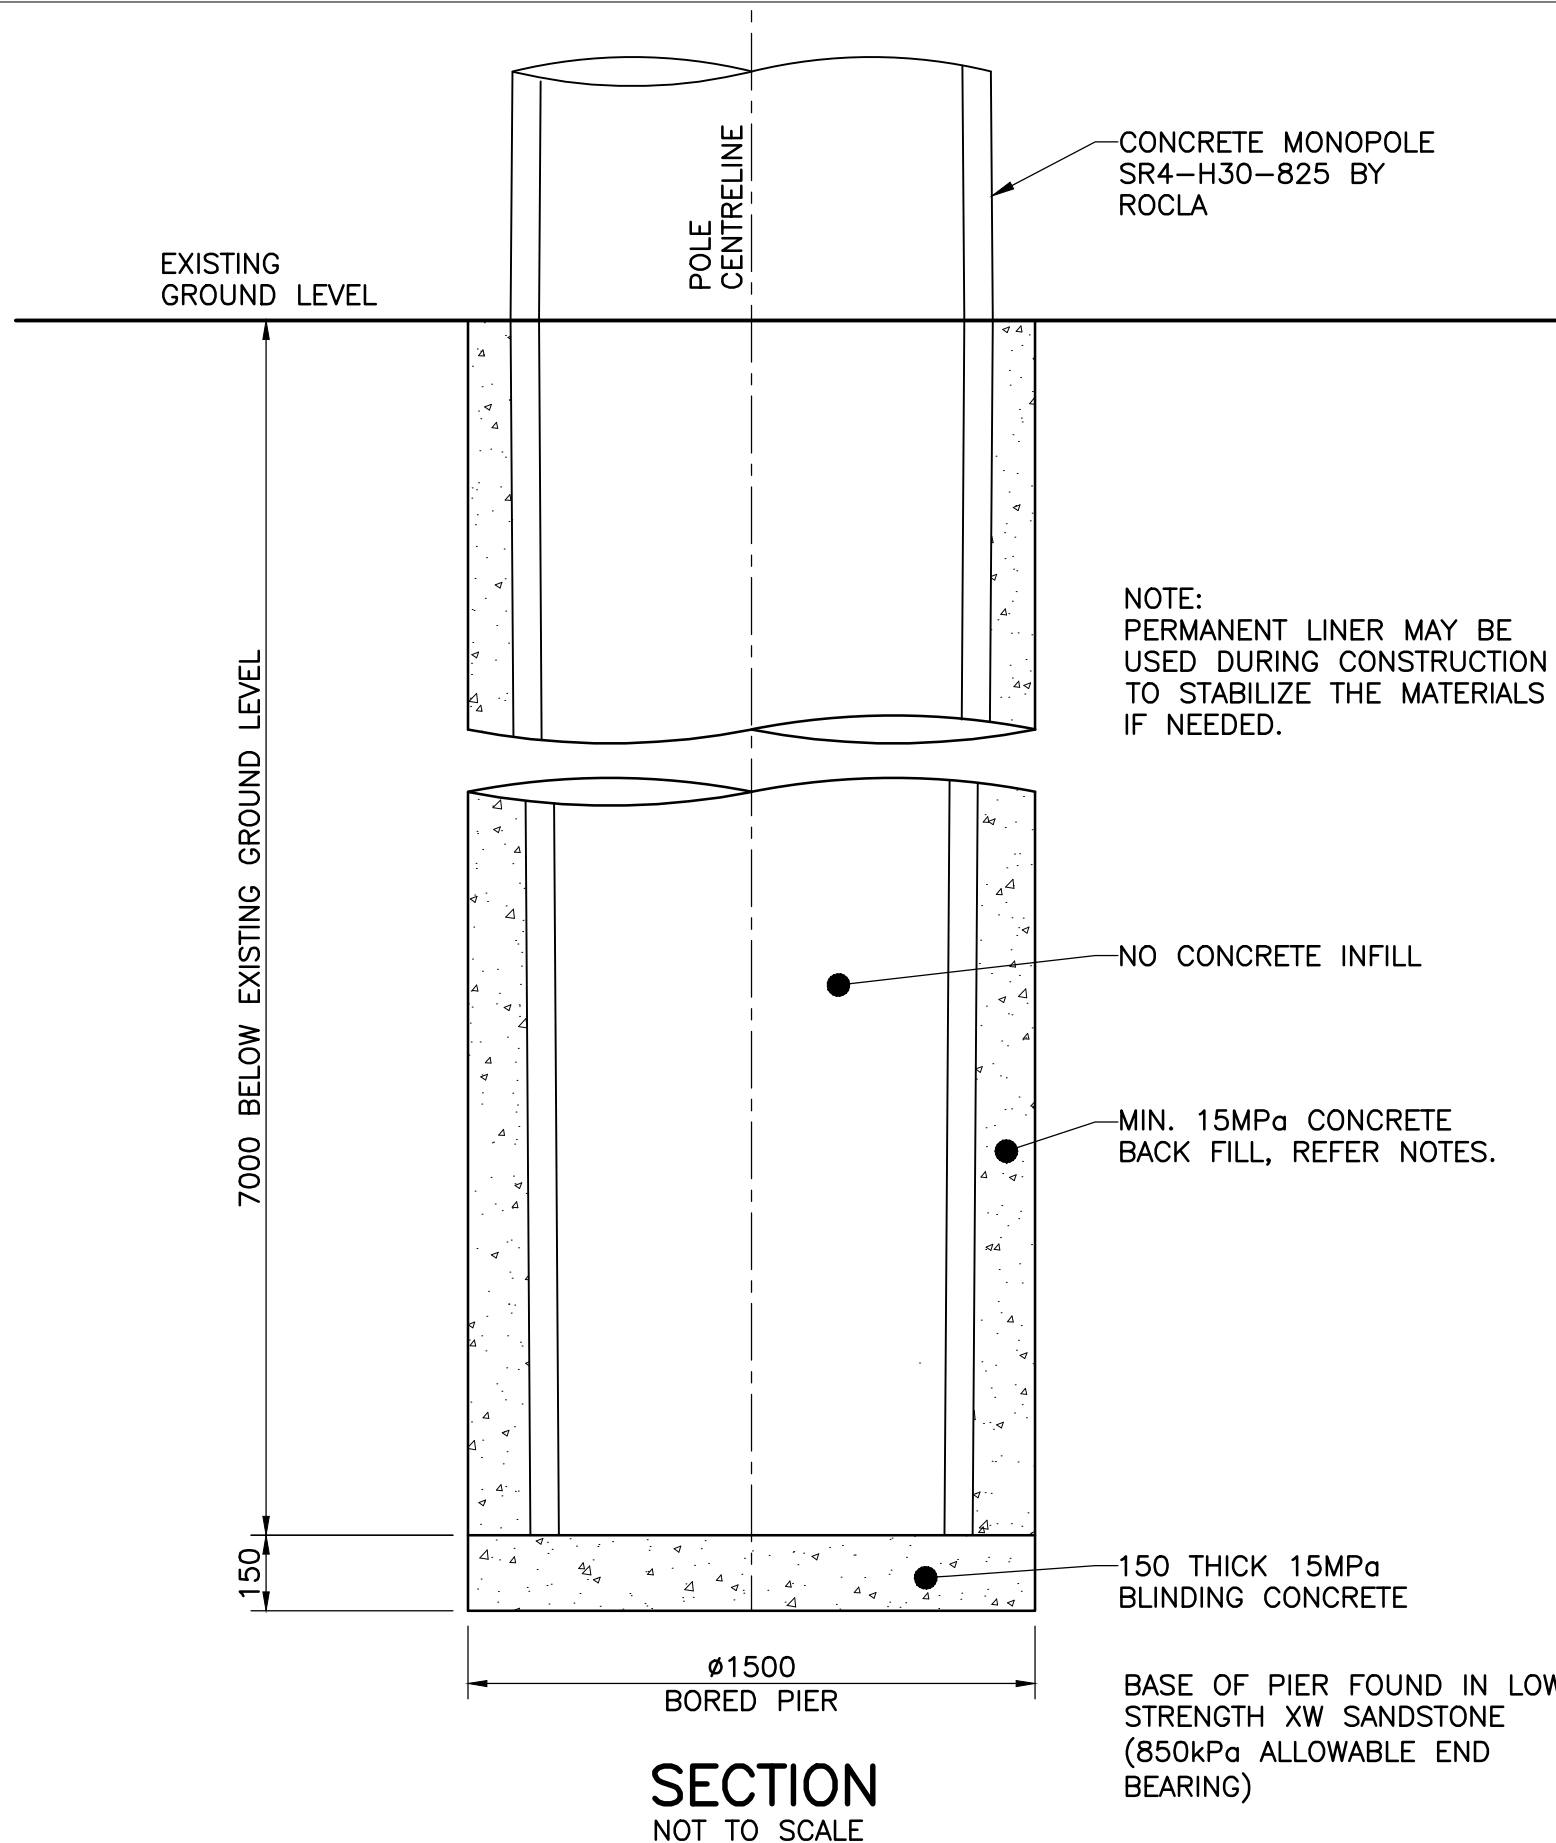 CONCRETE MONOPOLE
SR4-H30-825 BY
ROCLA
POLE
CENTRELINE
EXISTING
GROUND LEVEL
NOTE:
PERMANENT LINER MAY BE
USED DURING CONSTRUCTION
TO STABILIZE THE MATERIALS
IF NEEDED.
7000 BELOW EXISTING GROUND LEVEL
NO CONCRETE INFILL
MIN. 15MPa CONCRETE
BACK FILL, REFER NOTES.
150
150 THICK 15MPa
BLINDING CONCRETE
ø1500
BORED PIER
BASE OF PIER FOUND IN LOW
STRENGTH XW SANDSTONE
(850kPa ALLOWABLE END
BEARING)
SECTION
NOT TO SCALE